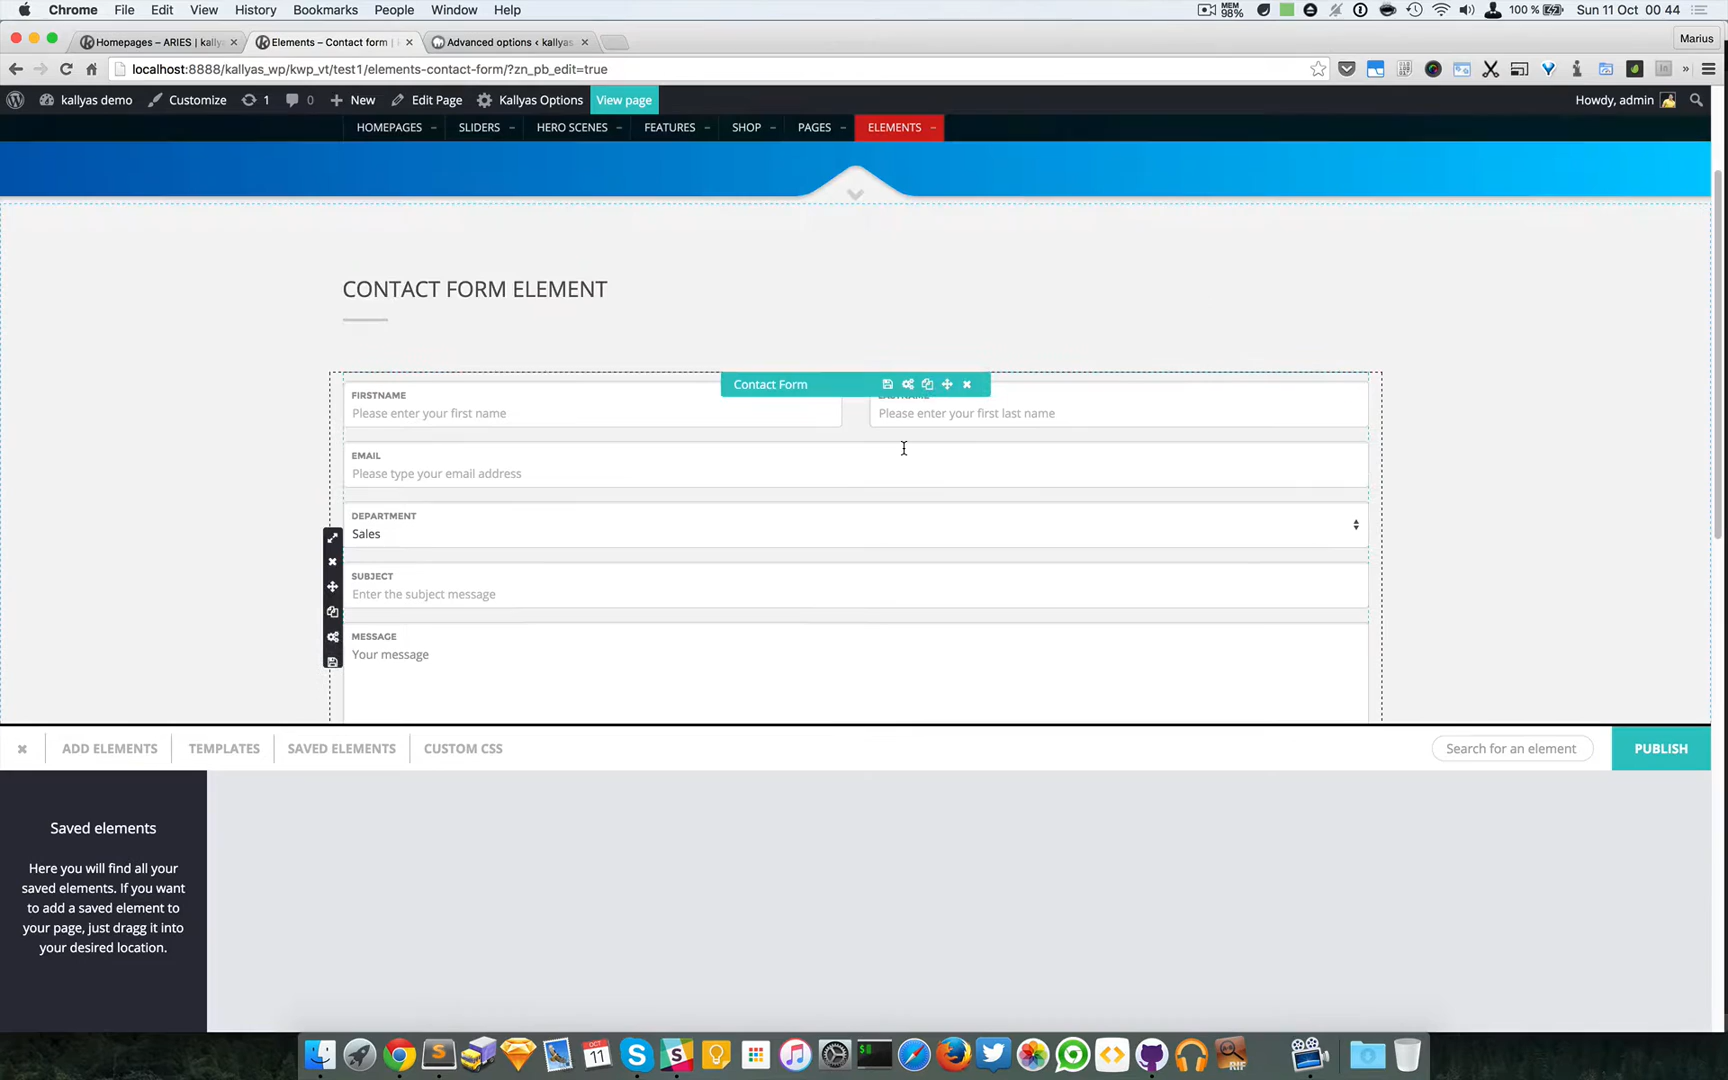 Chrome File Edit View History Bookmarks People Window Help MEM 98% 100 % Sun 11 Oct 00 44
Homepages – ARIES | kally Elements – Contact form | Advanced options ‹ kallyas Marius
localhost:8888/kallyas_wp/kwp_vt/test1/elements-contact-form/?zn_pb_edit=true
kallyas demo Customize 1 0 New Edit Page Kallyas Options View page Howdy, admin
HOMEPAGES SLIDERS HERO SCENES FEATURES SHOP PAGES ELEMENTS
CONTACT FORM ELEMENT
Contact Form
FIRSTNAME
Please enter your first name Please enter your first last name
EMAIL
Please type your email address
DEPARTMENT
Sales
SUBJECT
Enter the subject message
MESSAGE
Your message
ADD ELEMENTS TEMPLATES SAVED ELEMENTS CUSTOM CSS Search for an element PUBLISH
Saved elements
Here you will find all your
saved elements. If you want
to add a saved element to
your page, just dragg it into
your desired location.
OCT
11
RIF